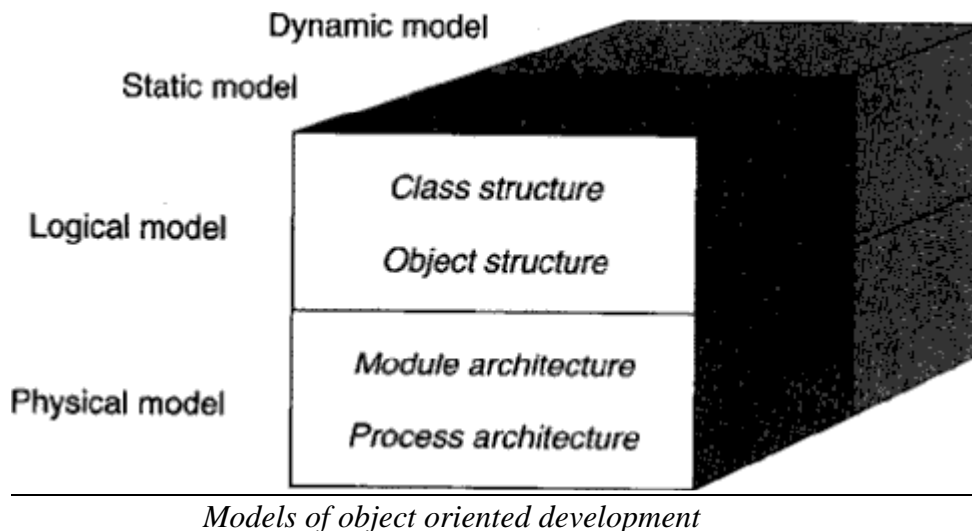 Dynamic model
Static model
Class structure
Logical model
Object structure
Module architecture
Physical model
Process architecture
Models of object oriented development